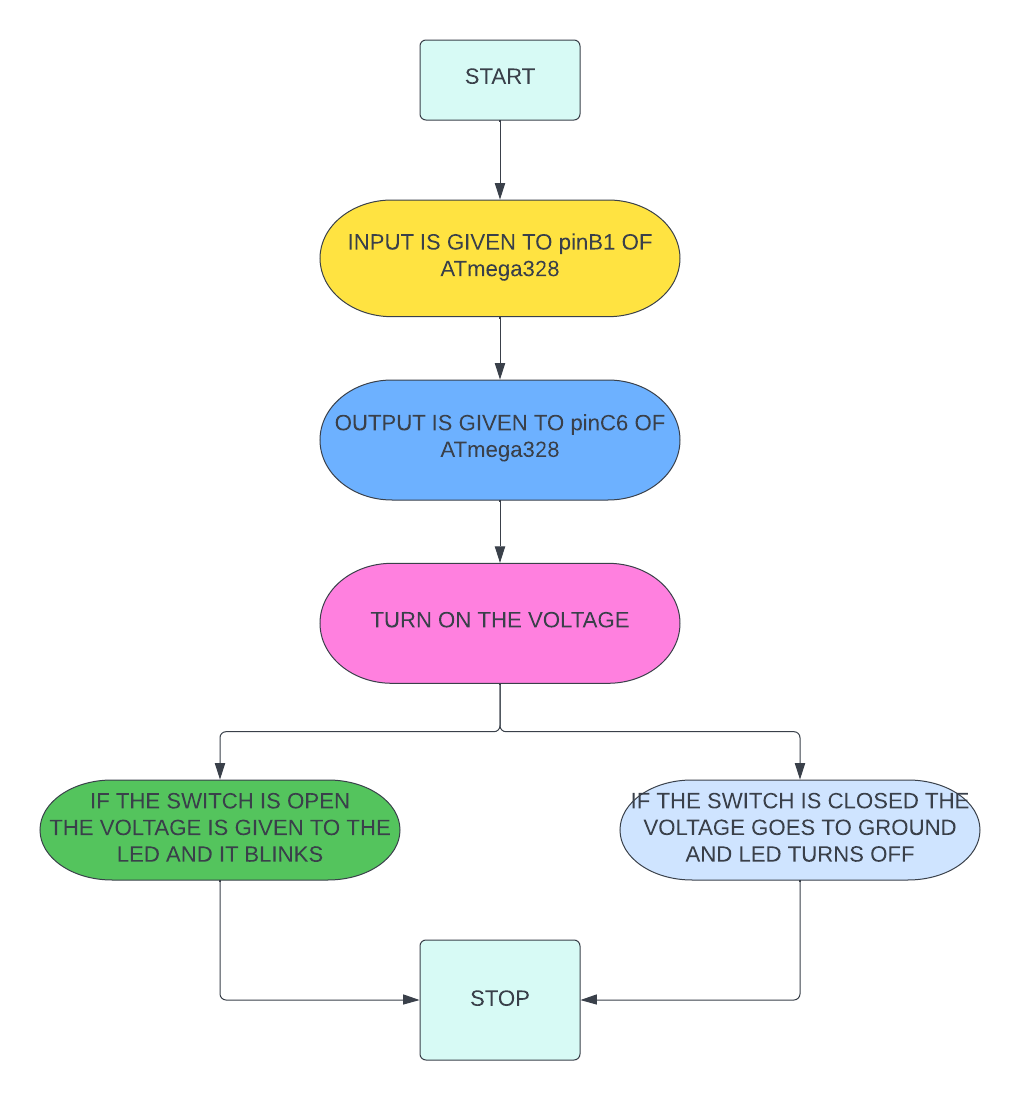 START
INPUT IS GIVEN TO pinB1 OF
ATmega328
OUTPUT IS GIVEN TO pinC6 OF
ATmega328
TURN ON THE VOLTAGE
IF THE SWITCH IS OPEN
THE VOLTAGE IS GIVEN TO THE
LED AND IT BLINKS
IF THE SWITCH IS CLOSED THE
VOLTAGE GOES TO GROUND
AND LED TURNS OFF
STOP